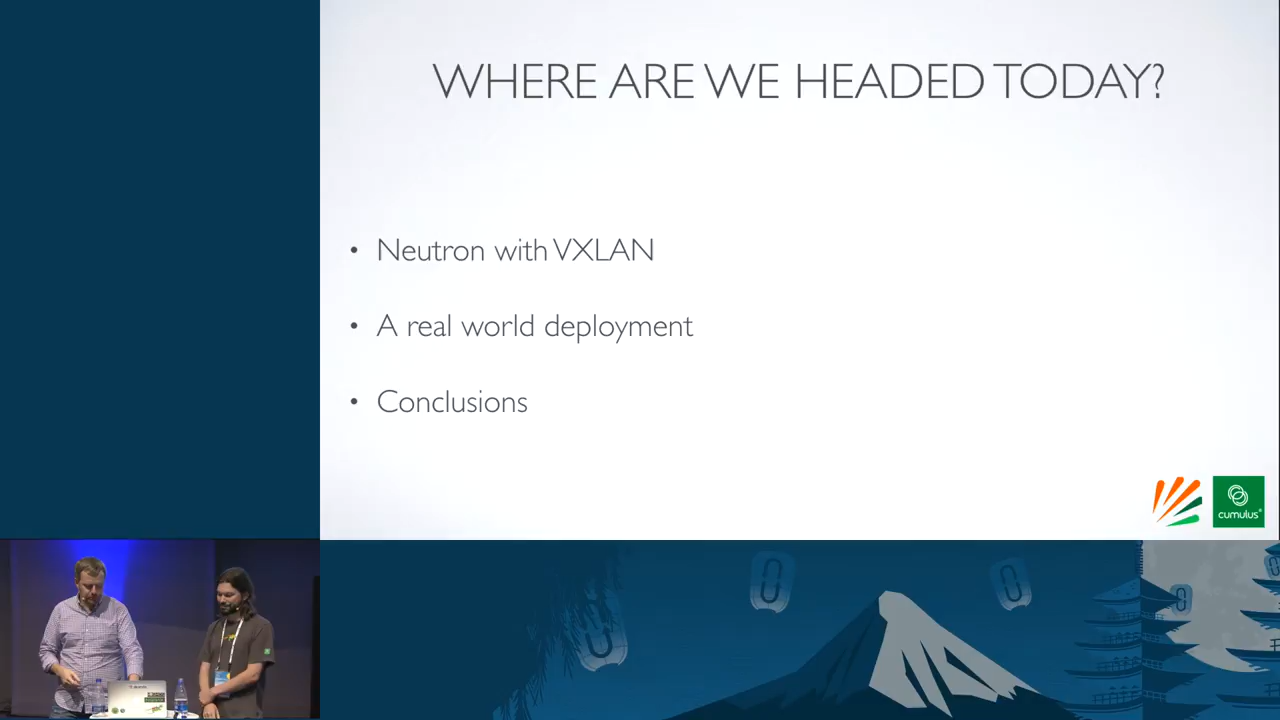 WHERE ARE WE HEADED TODAY?
• Neutron with VXLAN
• A real world deployment
• Conclusions
cumulus